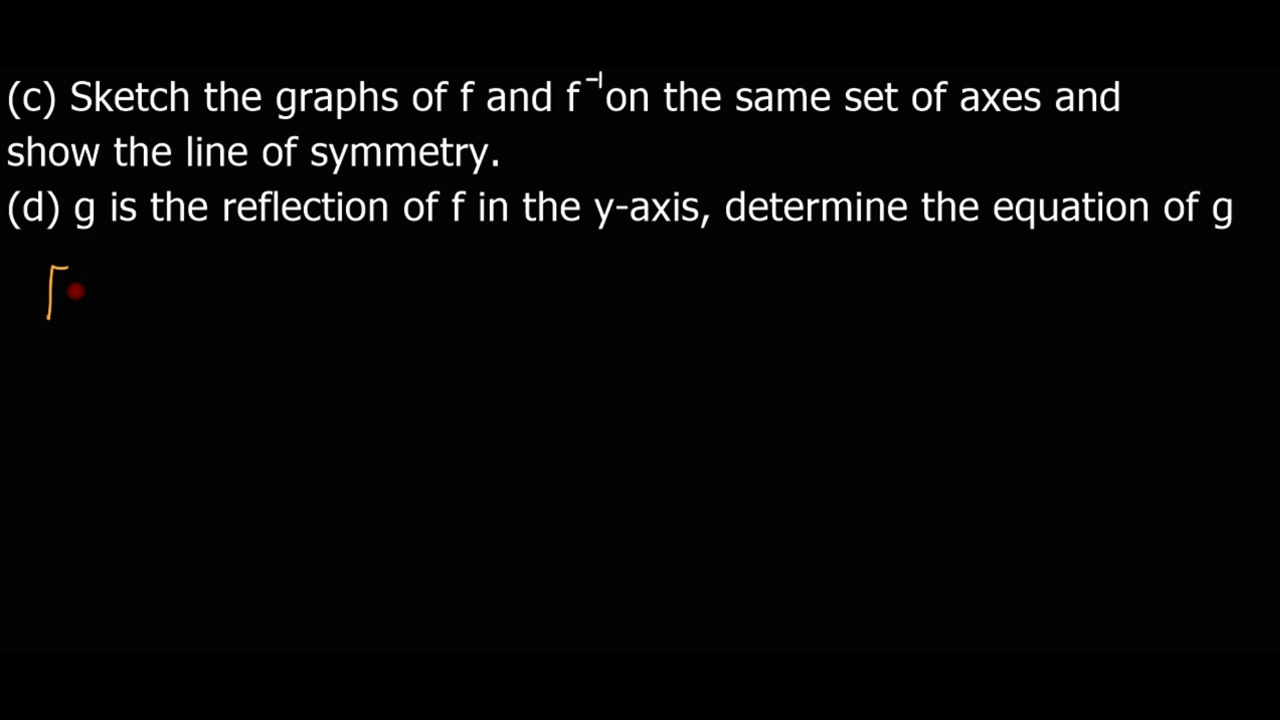 (c) Sketch the graphs of f and f⁻¹ on the same set of axes and
show the line of symmetry.
(d) g is the reflection of f in the y-axis, determine the equation of g